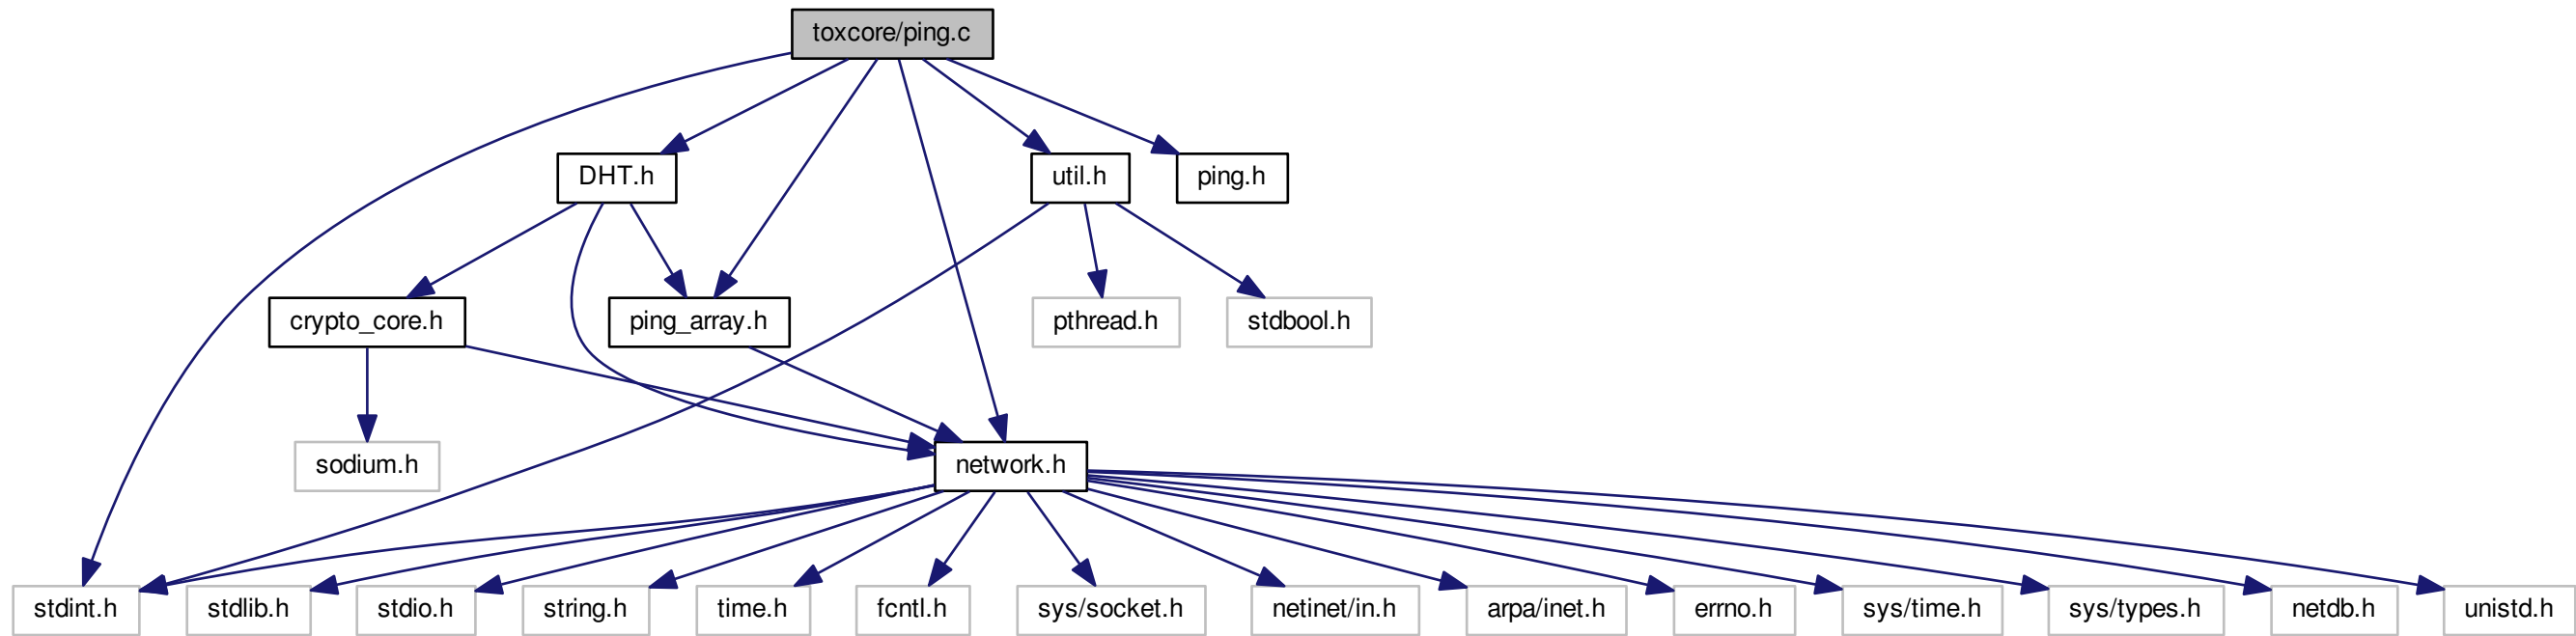 toxcore/ping.c
DHT.h
util.h
ping.h
crypto_core.h
ping_array.h
pthread.h
stdbool.h
sodium.h
network.h
stdint.h
stdlib.h
stdio.h
string.h
time.h
fcntl.h
sys/socket.h
netinet/in.h
arpa/inet.h
errno.h
sys/time.h
sys/types.h
netdb.h
unistd.h